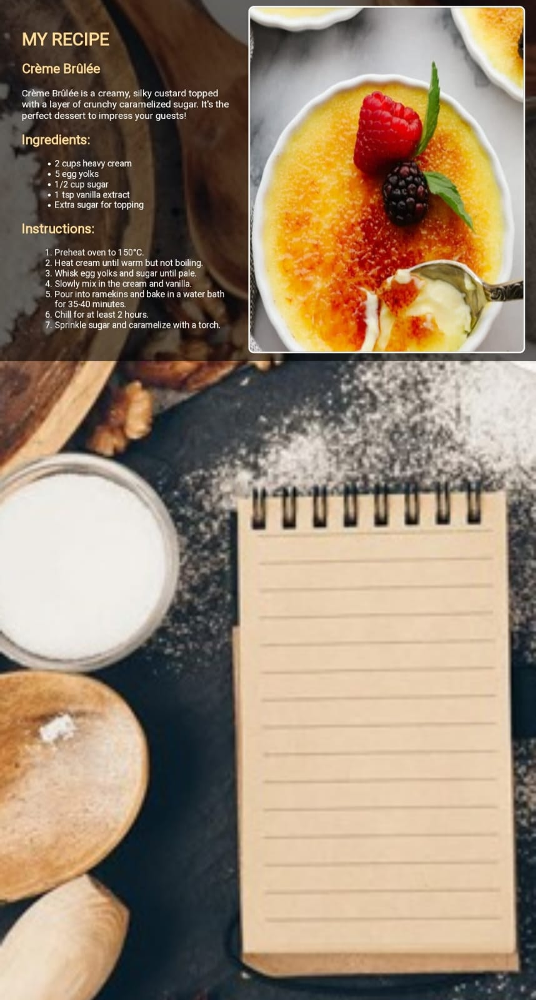 MY RECIPE
Crème Brûlée
Crème Brûlée is a creamy, silky custard topped
with a layer of crunchy caramelized sugar. It's the
perfect dessert to impress your guests!
Ingredients:
• 2 cups heavy cream
• 5 egg yolks
• 1/2 cup sugar
• 1 tsp vanilla extract
• Extra sugar for topping
Instructions:
1. Preheat oven to 150°C.
2. Heat cream until warm but not boiling.
3. Whisk egg yolks and sugar until pale.
4. Slowly mix in the cream and vanilla.
5. Pour into ramekins and bake in a water bath
for 35-40 minutes.
6. Chill for at least 2 hours.
7. Sprinkle sugar and caramelize with a torch.